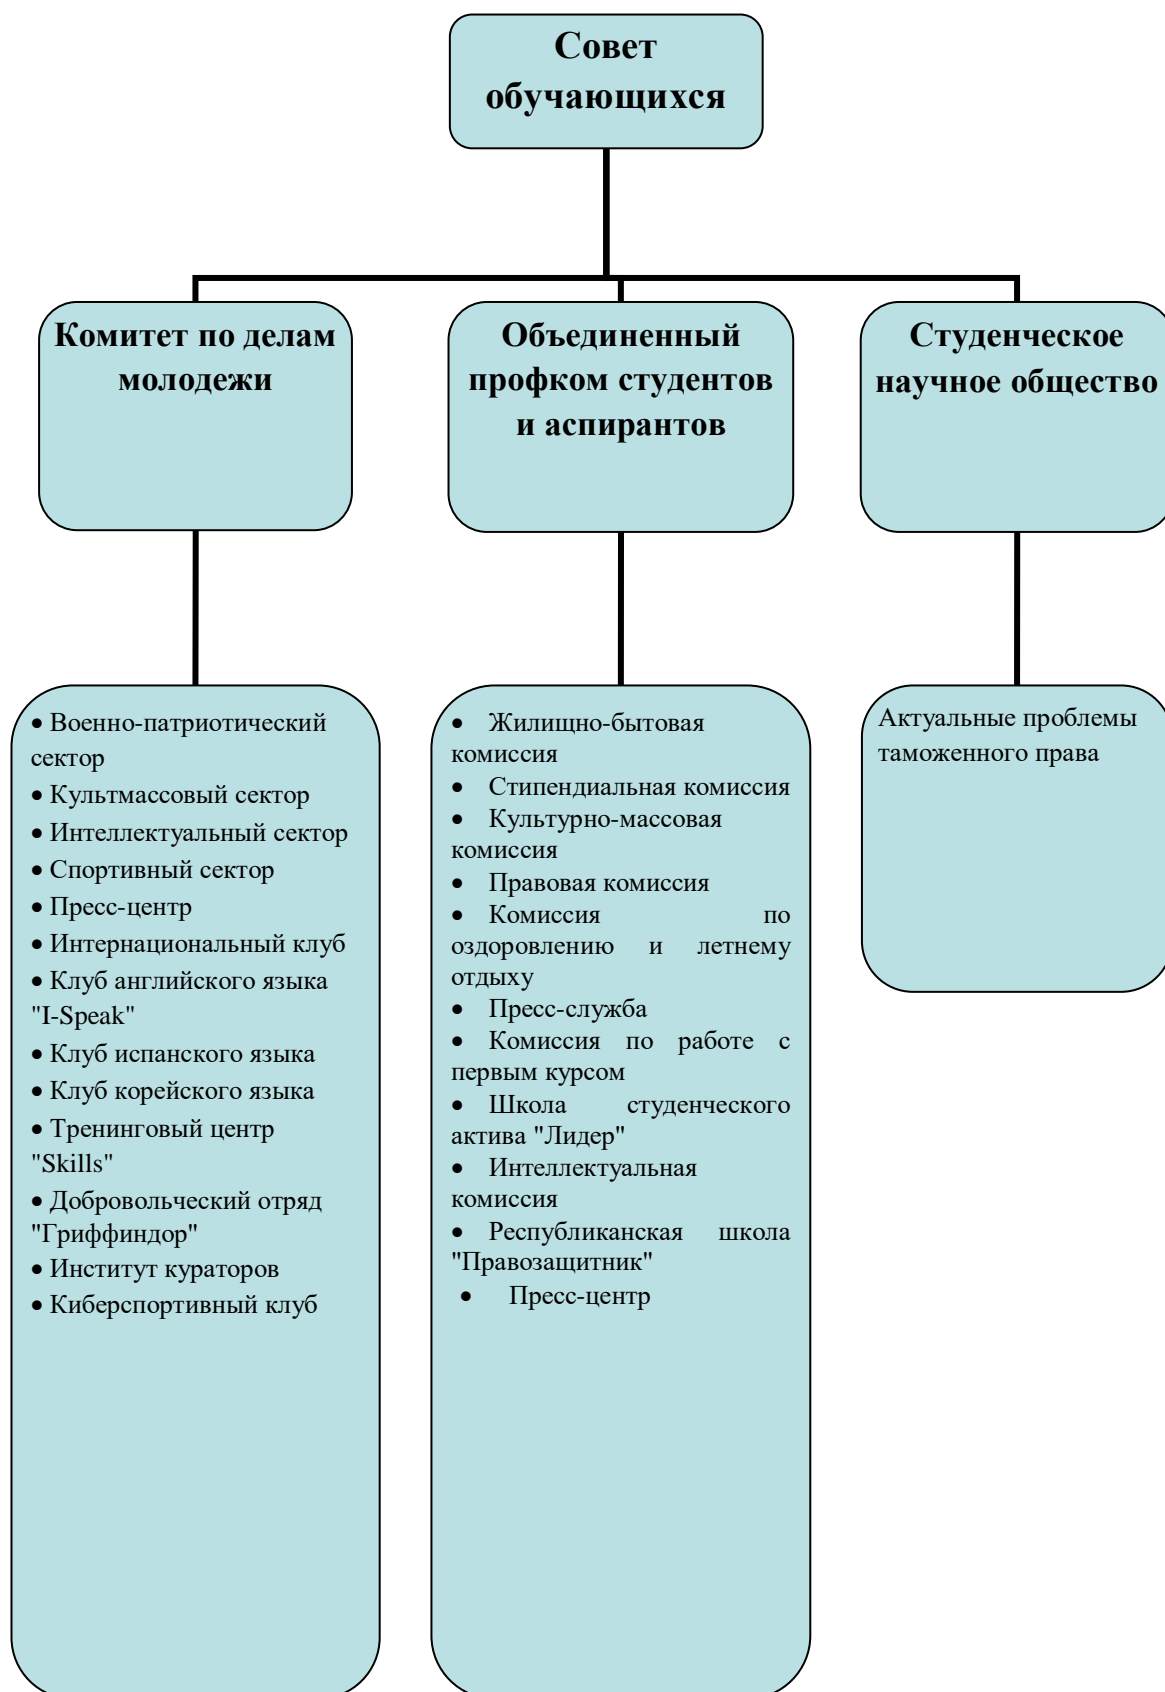 Совет
обучающихся
Комитет по делам
молодежи
Объединенный
профком студентов
и аспирантов
Студенческое
научное общество
• Военно-патриотический
сектор
• Культмассовый сектор
• Интеллектуальный сектор
• Спортивный сектор
• Пресс-центр
• Интернациональный клуб
• Клуб английского языка
"I-Speak"
• Клуб испанского языка
• Клуб корейского языка
• Тренинговый центр
"Skills"
• Добровольческий отряд
"Гриффиндор"
• Институт кураторов
• Киберспортивный клуб
• Жилищно-бытовая
комиссия
• Стипендиальная комиссия
• Культурно-массовая
комиссия
• Правовая комиссия
• Комиссия по
оздоровлению и летнему
отдыху
• Пресс-служба
• Комиссия по работе с
первым курсом
• Школа студенческого
актива "Лидер"
• Интеллектуальная
комиссия
• Республиканская школа
"Правозащитник"
• Пресс-центр
Актуальные проблемы
таможенного права